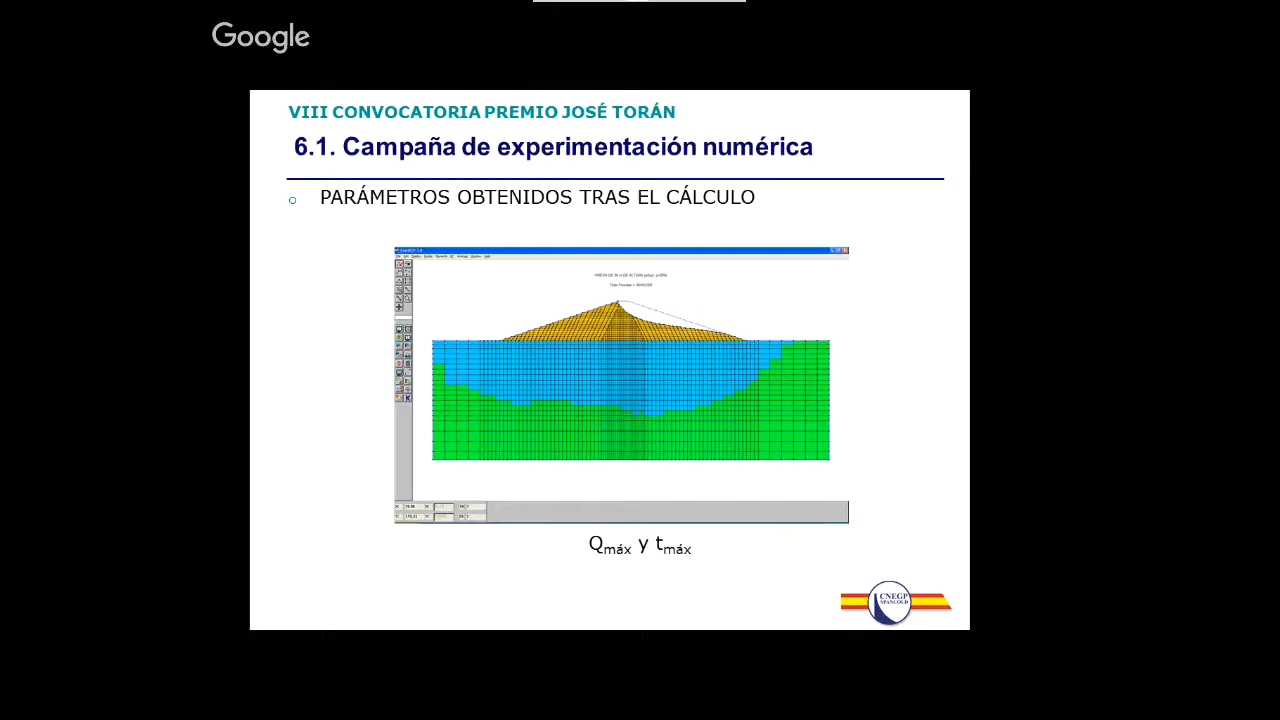 Google
VIII CONVOCATORIA PREMIO JOSÉ TORÁN
6.1. Campaña de experimentación numérica
PARÁMETROS OBTENIDOS TRAS EL CÁLCULO
Qmáx y tmáx
CNEGP
SPANCOLD